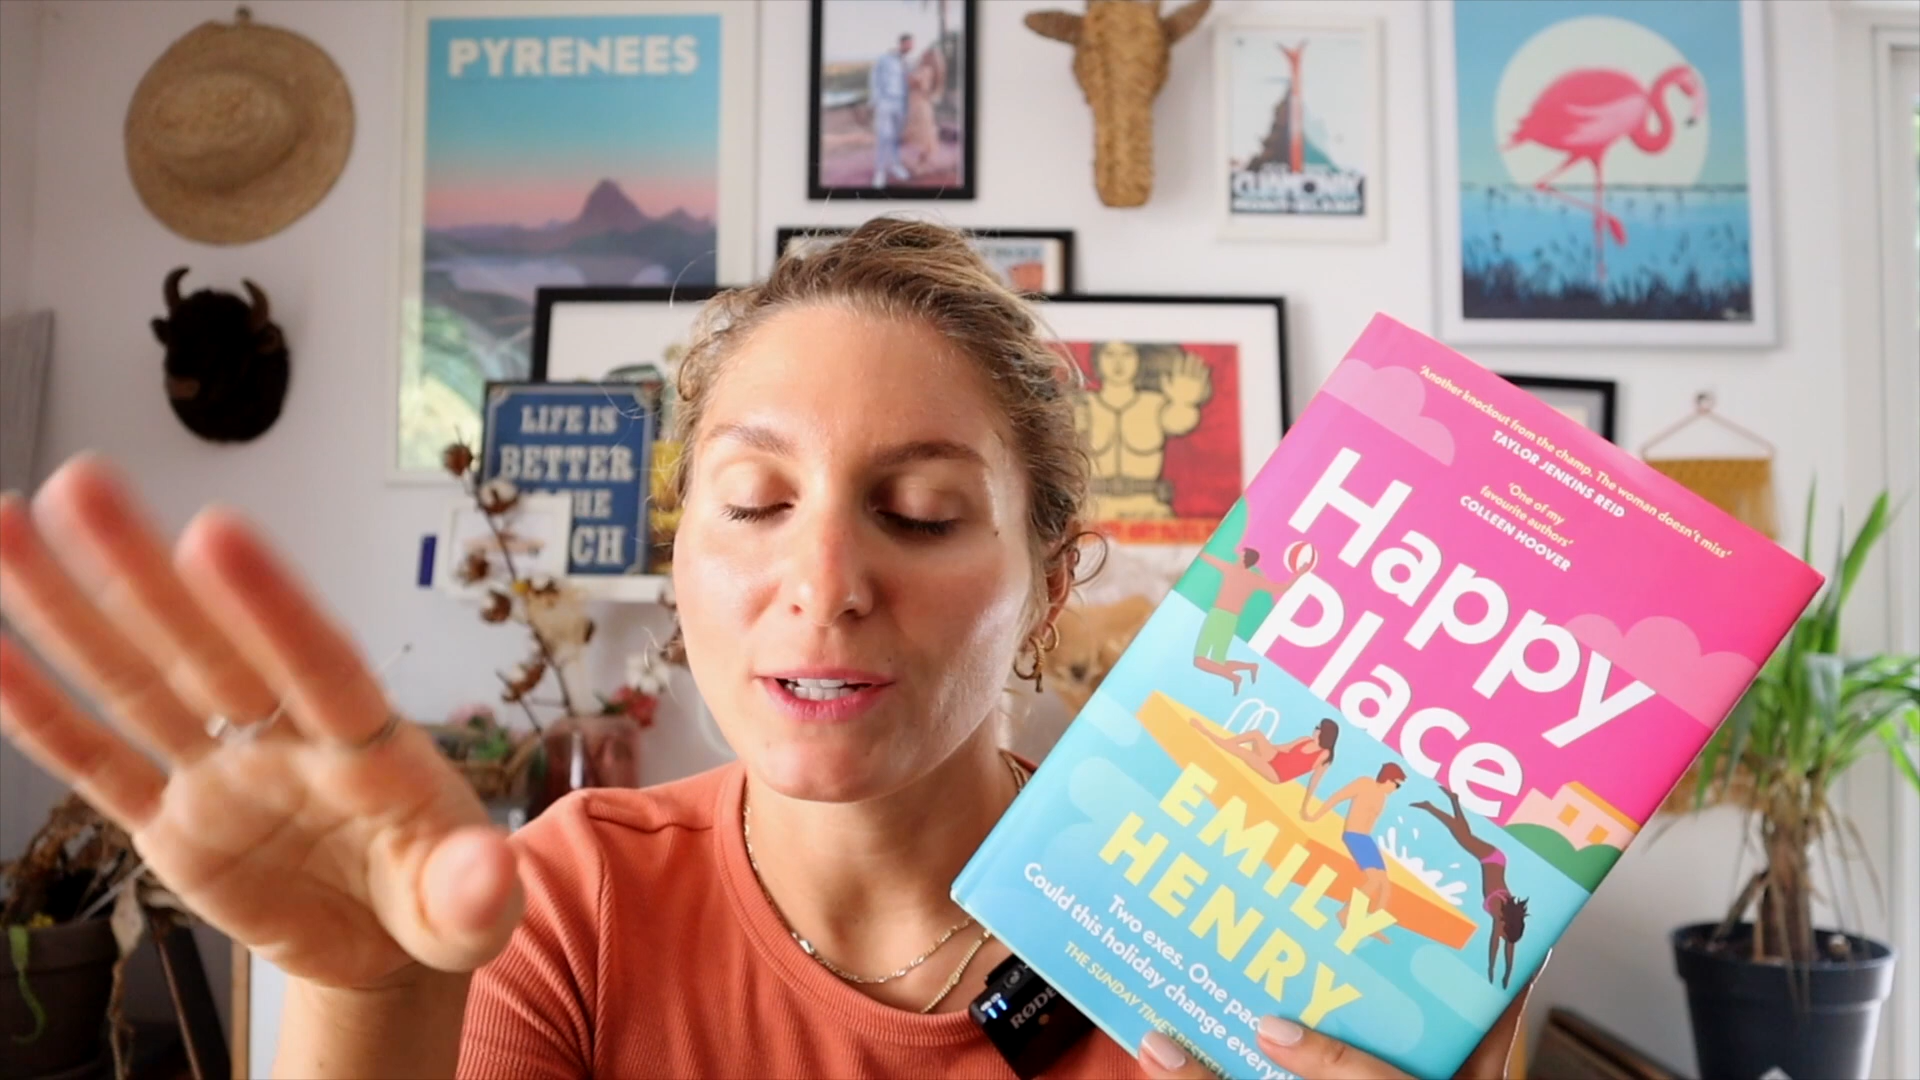 PYRENEES
LIFE IS
BETTER
THE
CH
'Another knockout from the champ. The woman doesn't miss'
TAYLOR JENKINS REID
'One of my
favourite authors'
COLLEEN HOOVER
Happy
Place
EMILY
HENRY
Two exes. One
Could this holiday change
THE SUNDAY TIMES
RØDE